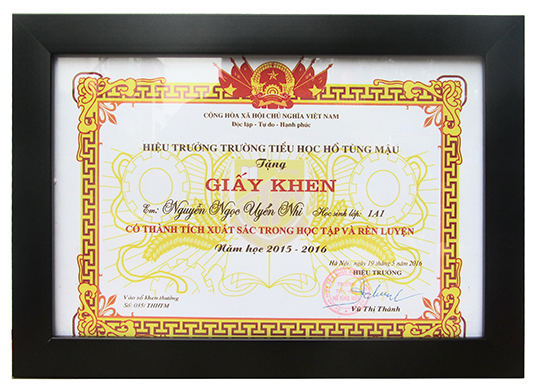 CỘNG HÒA XÃ HỘI CHỦ NGHĨA VIỆT NAM
Độc lập - Tự do - Hạnh phúc
HIỆU TRƯỞNG TRƯỜNG TIỂU HỌC HỒ TÙNG MẬU
Tặng
GIẤY KHEN
Em: Nguyễn Ngọc Uyển Nhi Học sinh lớp: 1A1
CÓ THÀNH TÍCH XUẤT SẮC TRONG HỌC TẬP VÀ RÈN LUYỆN
Năm học 2015 - 2016
Hà Nội, ngày 19 tháng 5 năm 2016
HIỆU TRƯỞNG
Vào sổ khen thưởng
Số: 035/ THHTM
Vũ Thị Thành